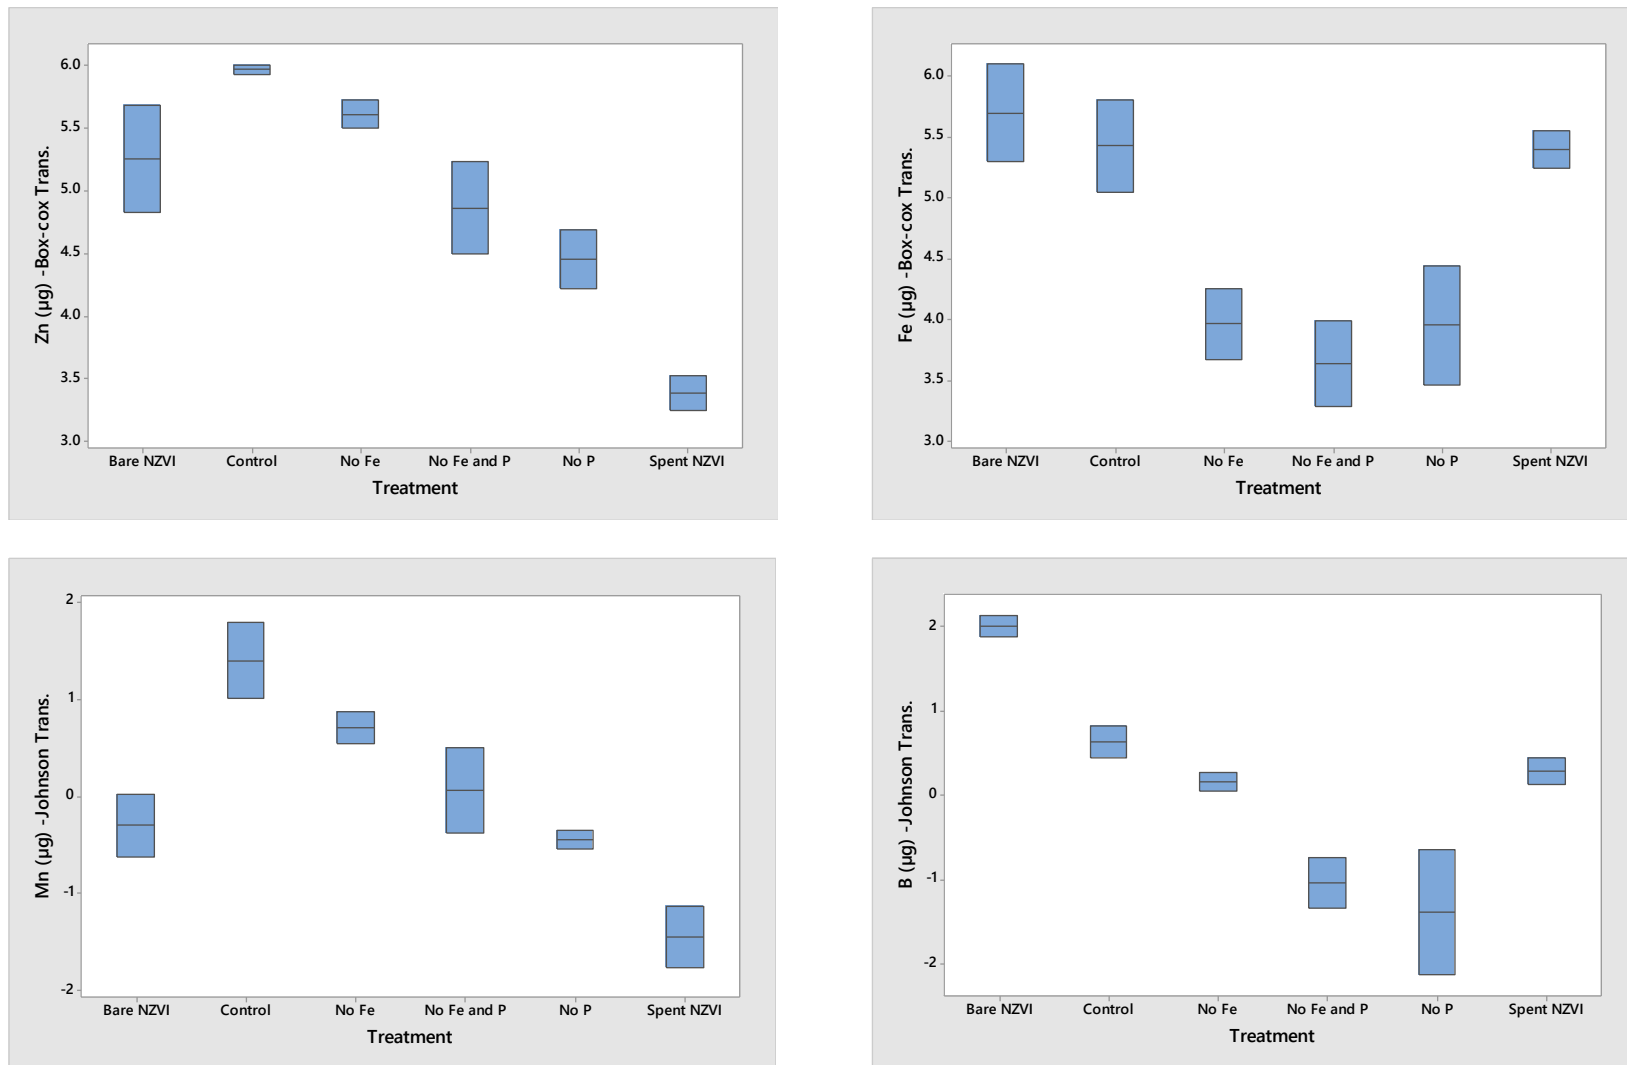 Zn (µg) -Box-cox Trans.
6.0
5.5
5.0
4.5
4.0
3.5
3.0
Bare NZVI Control No Fe No Fe and P No P Spent NZVI
Treatment
Fe (µg) -Box-cox Trans.
6.0
5.5
5.0
4.5
4.0
3.5
3.0
Bare NZVI Control No Fe No Fe and P No P Spent NZVI
Treatment
Mn (µg) -Johnson Trans.
2
1
0
-1
-2
Bare NZVI Control No Fe No Fe and P No P Spent NZVI
Treatment
B (µg) -Johnson Trans.
2
1
0
-1
-2
Bare NZVI Control No Fe No Fe and P No P Spent NZVI
Treatment